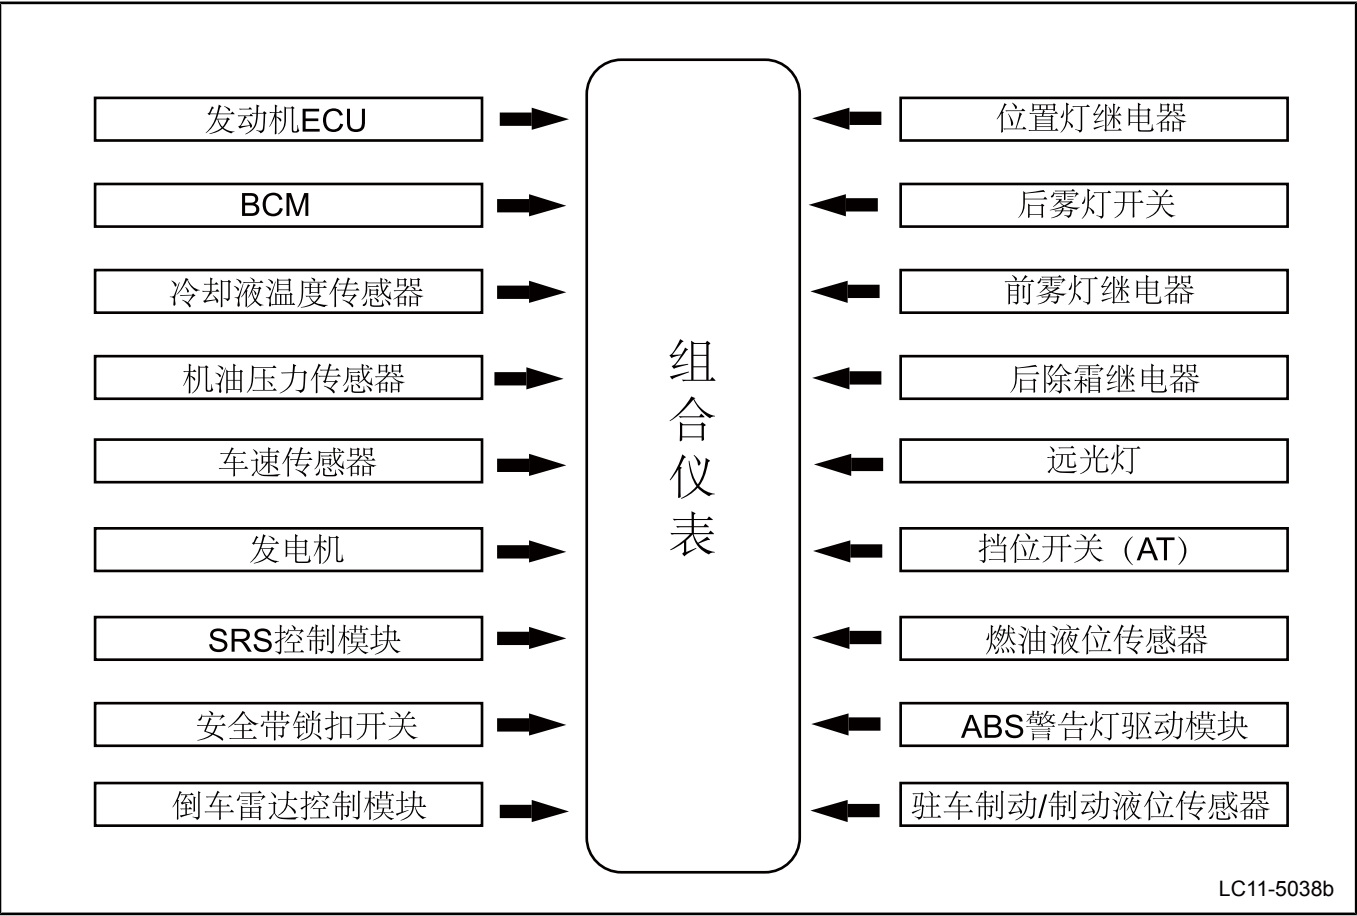 发动机ECU
BCM
冷却液温度传感器
机油压力传感器
车速传感器
发电机
SRS控制模块
安全带锁扣开关
倒车雷达控制模块
组
合
仪
表
位置灯继电器
后雾灯开关
前雾灯继电器
后除霜继电器
远光灯
挡位开关（AT）
燃油液位传感器
ABS警告灯驱动模块
驻车制动/制动液位传感器
LC11-5038b